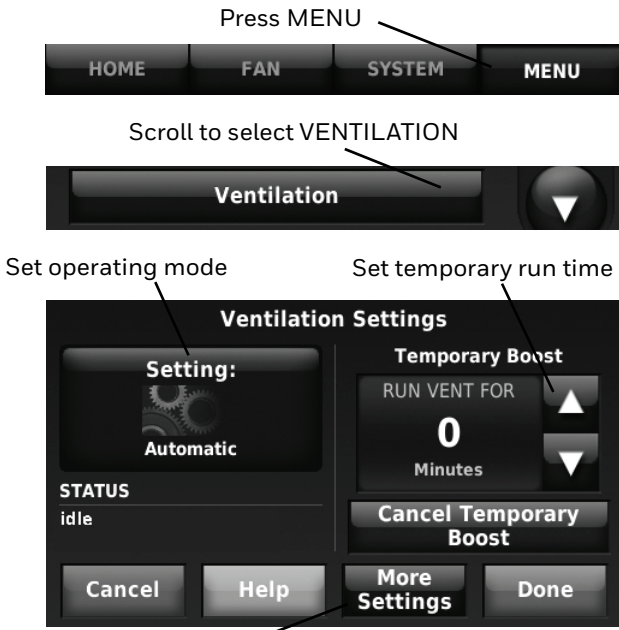 Press MENU
HOME FAN SYSTEM MENU
Scroll to select VENTILATION
Ventilation
Set operating mode
Set temporary run time
Ventilation Settings
Setting:
Automatic
STATUS
idle
Temporary Boost
RUN VENT FOR
0
Minutes
Cancel Temporary
Boost
Cancel
Help
More
Settings
Done